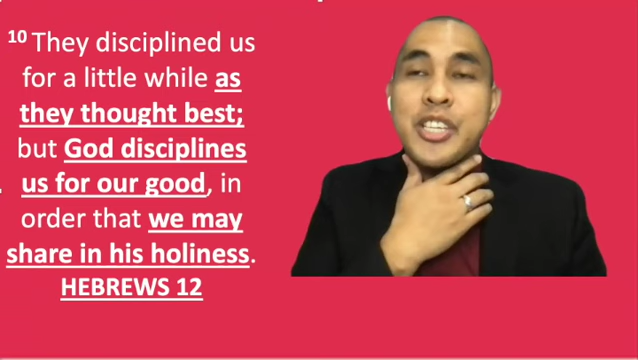 10 They disciplined us
for a little while as
they thought best;
but God disciplines
us for our good, in
order that we may
share in his holiness.
HEBREWS 12